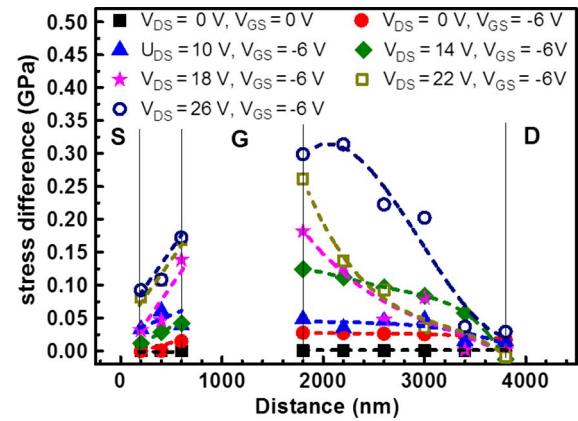 V_DS = 0 V, V_GS = 0 V
V_DS = 0 V, V_GS = -6 V
U_DS = 10 V, V_GS = -6 V
V_DS = 14 V, V_GS = -6V
V_DS = 18 V, V_GS = -6 V
V_DS = 22 V, V_GS = -6V
V_DS = 26 V, V_GS = -6V
S
G
D
0.50
0.45
0.40
0.35
0.30
0.25
0.20
0.15
0.10
0.05
0.00
stress difference (GPa)
0 1000 2000 3000 4000
Distance (nm)